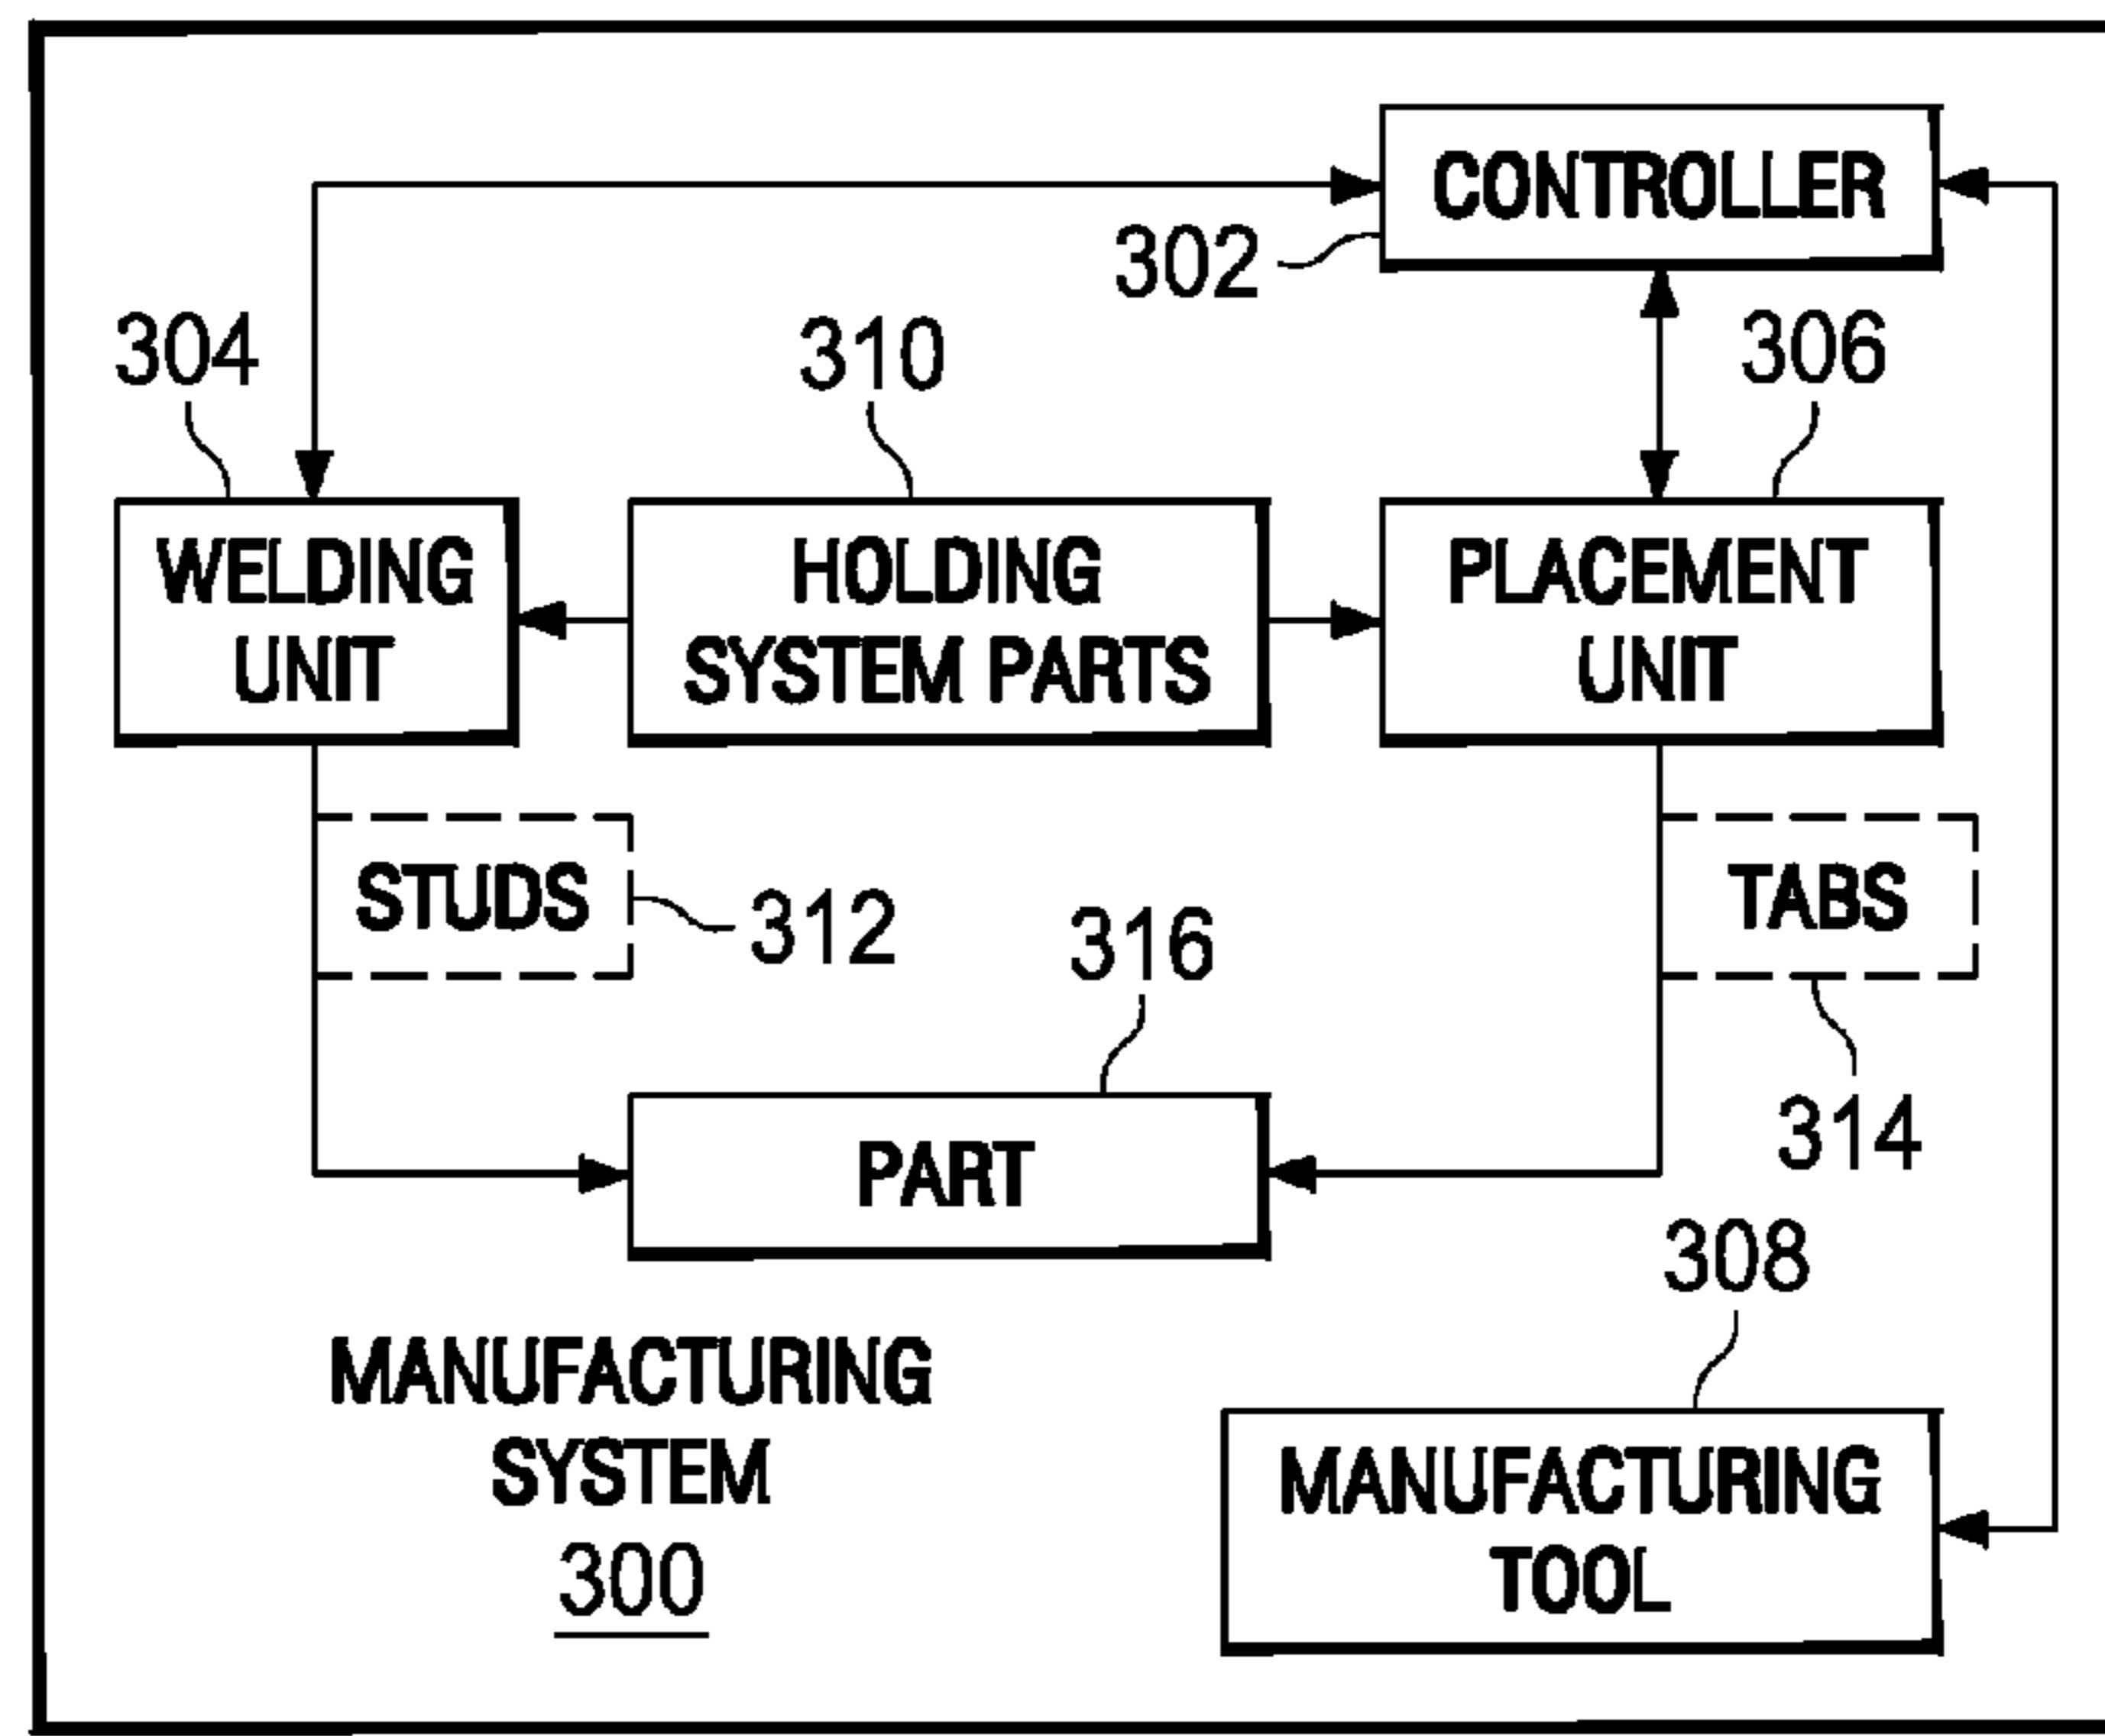 CONTROLLER
302
304
310
306
WELDING
UNIT
HOLDING
SYSTEM PARTS
PLACEMENT
UNIT
STUDS
312
316
TABS
314
PART
308
MANUFACTURING
SYSTEM
300
MANUFACTURING
TOOL